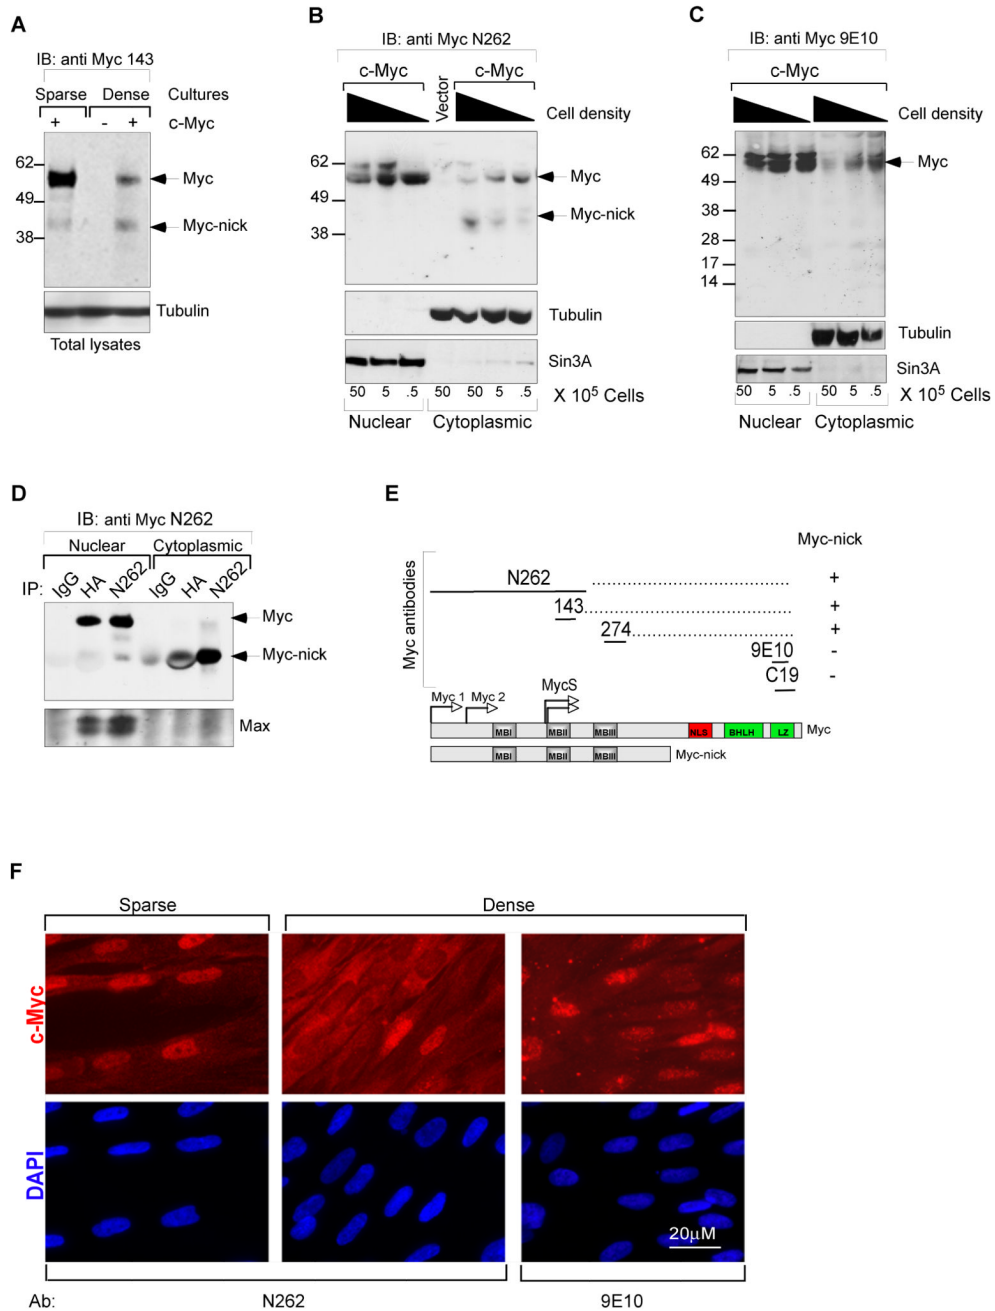 A
IB: anti Myc 143
Sparse Dense Cultures
+ - + c-Myc
62
49
38
Myc
Myc-nick
Tubulin
Total lysates
B
IB: anti Myc N262
c-Myc Vector c-Myc
Cell density
62
49
38
Myc
Myc-nick
Tubulin
Sin3A
50 5 .5 50 50 5 .5 X 10⁵ Cells
Nuclear Cytoplasmic
C
IB: anti Myc 9E10
c-Myc
Cell density
62
49
38
28
17
14
Myc
Tubulin
Sin3A
50 5 .5 50 5 .5 X 10⁵ Cells
Nuclear Cytoplasmic
D
IB: anti Myc N262
Nuclear Cytoplasmic
IP: IgG HA N262 IgG HA N262
Myc
Myc-nick
Max
E
Myc-nick
Myc antibodies
N262 +
143 +
274 +
9E10 -
C19 -
Myc 1 Myc 2 MycS
MBI MBII MBIII NLS BHLH LZ Myc
MBI MBII MBIII Myc-nick
F
Sparse Dense
c-Myc
DAPI
20µM
Ab: N262 9E10